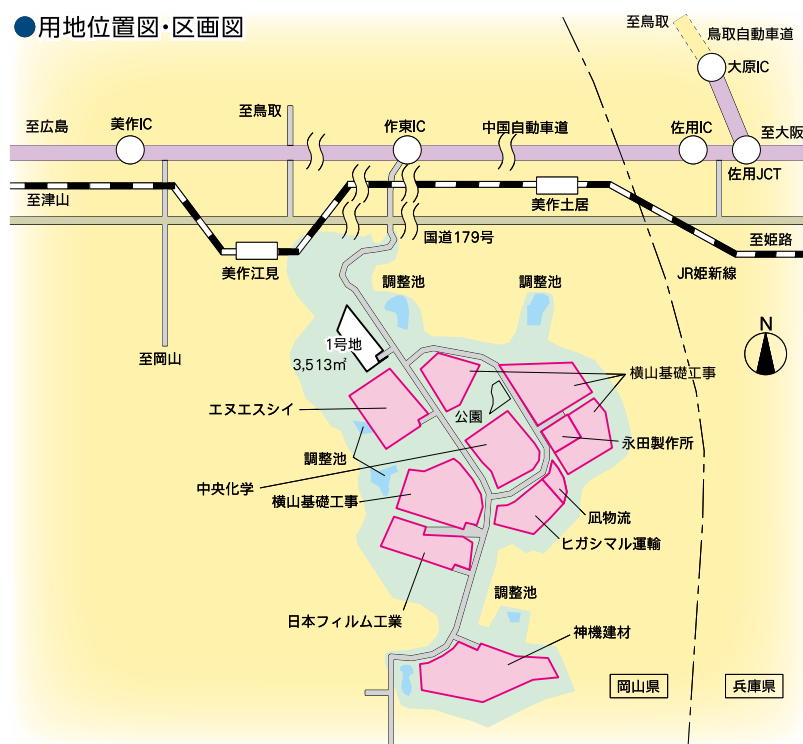 ●用地位置図・区画図
至鳥取
鳥取自動車道
大原IC
至広島
美作IC
至鳥取
作東IC
中国自動車道
佐用IC
至大阪
佐用JCT
至津山
美作土居
国道179号
至姫路
美作江見
JR姫新線
調整池
調整池
N
至岡山
1号地
3,513㎡
横山基礎工事
エヌエスシイ
公園
永田製作所
調整池
中央化学
横山基礎工事
凪物流
ヒガシマル運輸
調整池
日本フィルム工業
神機建材
岡山県
兵庫県